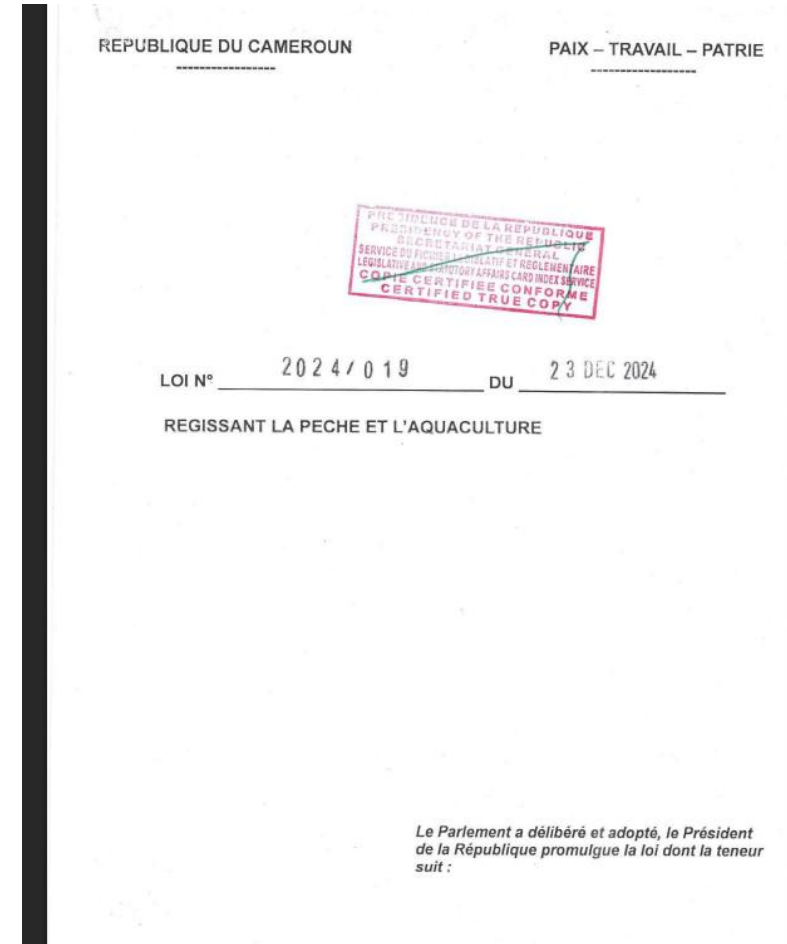 REPUBLIQUE DU CAMEROUN
-----------------
PAIX – TRAVAIL – PATRIE
------------------
PRESIDENCE DE LA REPUBLIQUE
PRESIDENCY OF THE REPUBLIC
SECRETARIAT GENERAL
SERVICE DU FICHIER LEGISLATIF ET REGLEMENTAIRE
LEGISLATIVE AND STATUTORY AFFAIRS CARD INDEX SERVICE
COPIE CERTIFIEE CONFORME
CERTIFIED TRUE COPY
LOI N° 2024/019 DU 23 DEC 2024
REGISSANT LA PECHE ET L'AQUACULTURE
Le Parlement a délibéré et adopté, le Président
de la République promulgue la loi dont la teneur
suit :